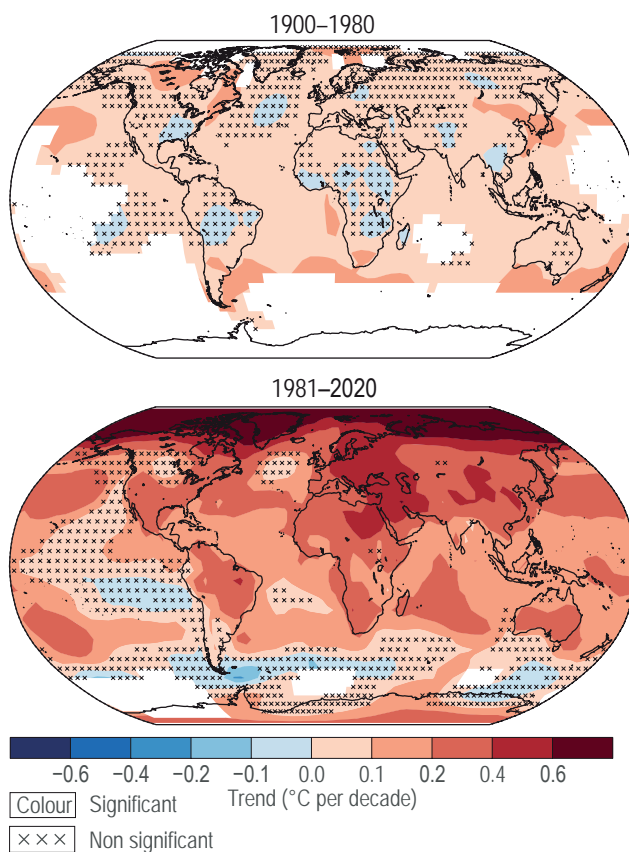 1900–1980
1981–2020
−0.6 −0.4 −0.2 −0.1 0.0 0.1 0.2 0.4 0.6
Trend (°C per decade)
Colour Significant
××× Non significant